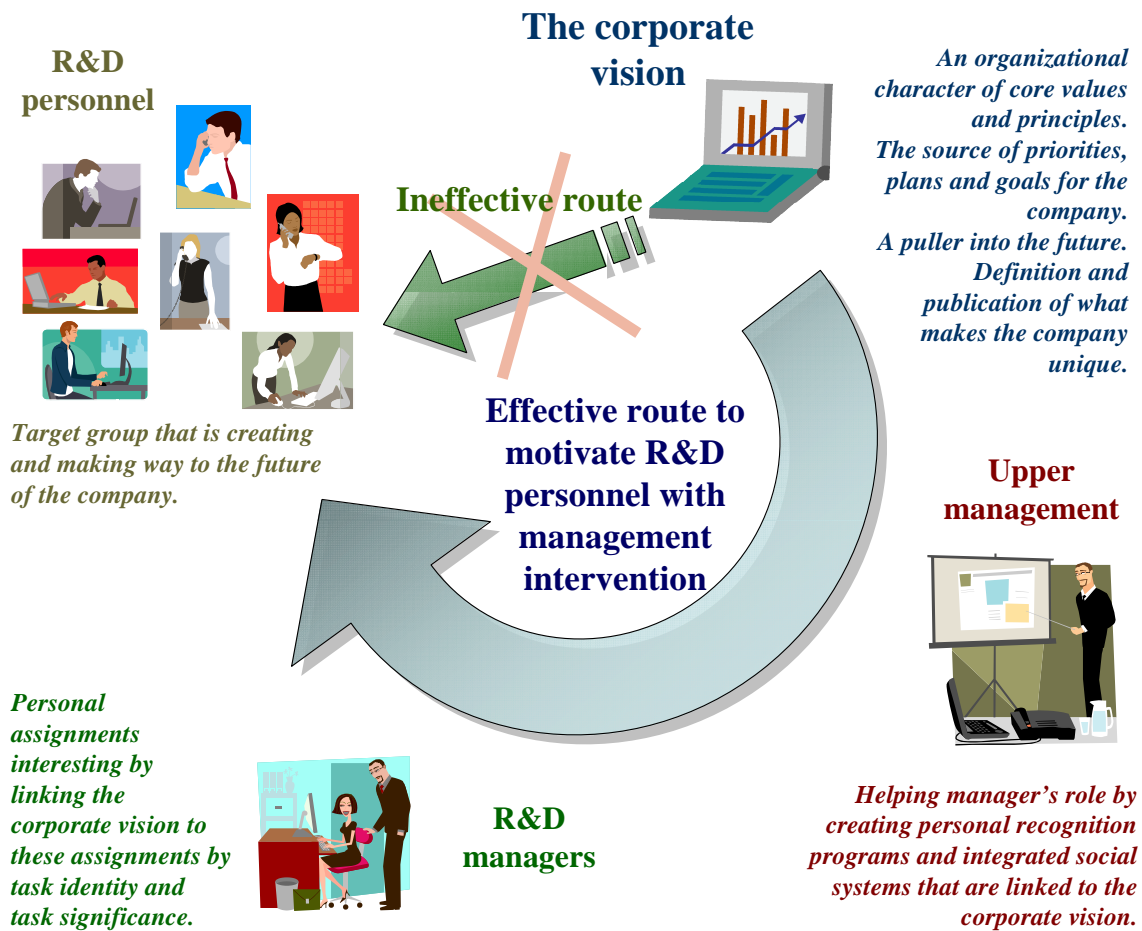 The corporate
vision
R&D
personnel
An organizational
character of core values
and principles.
The source of priorities,
plans and goals for the
company.
A puller into the future.
Definition and
publication of what
makes the company
unique.
Ineffective route
Effective route to
motivate R&D
personnel with
management
intervention
Target group that is creating
and making way to the future
of the company.
Upper
management
Personal
assignments
interesting by
linking the
corporate vision to
these assignments by
task identity and
task significance.
R&D
managers
Helping manager’s role by
creating personal recognition
programs and integrated social
systems that are linked to the
corporate vision.